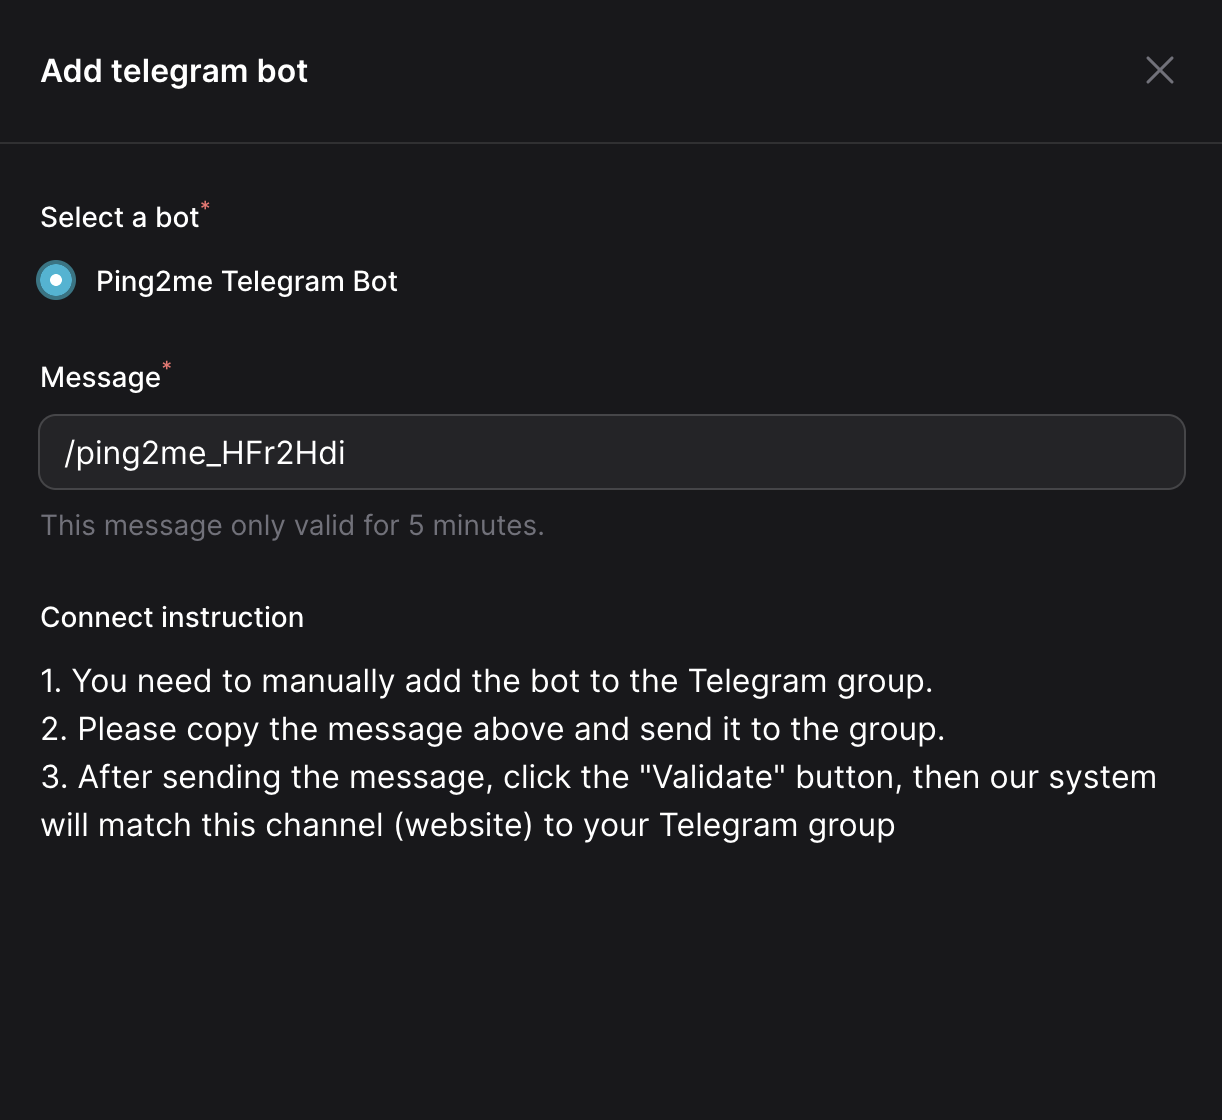 Add telegram bot
Select a bot*
Ping2me Telegram Bot
Message*
/ping2me_HFr2Hdi
This message only valid for 5 minutes.
Connect instruction
1. You need to manually add the bot to the Telegram group.
2. Please copy the message above and send it to the group.
3. After sending the message, click the "Validate" button, then our system
will match this channel (website) to your Telegram group